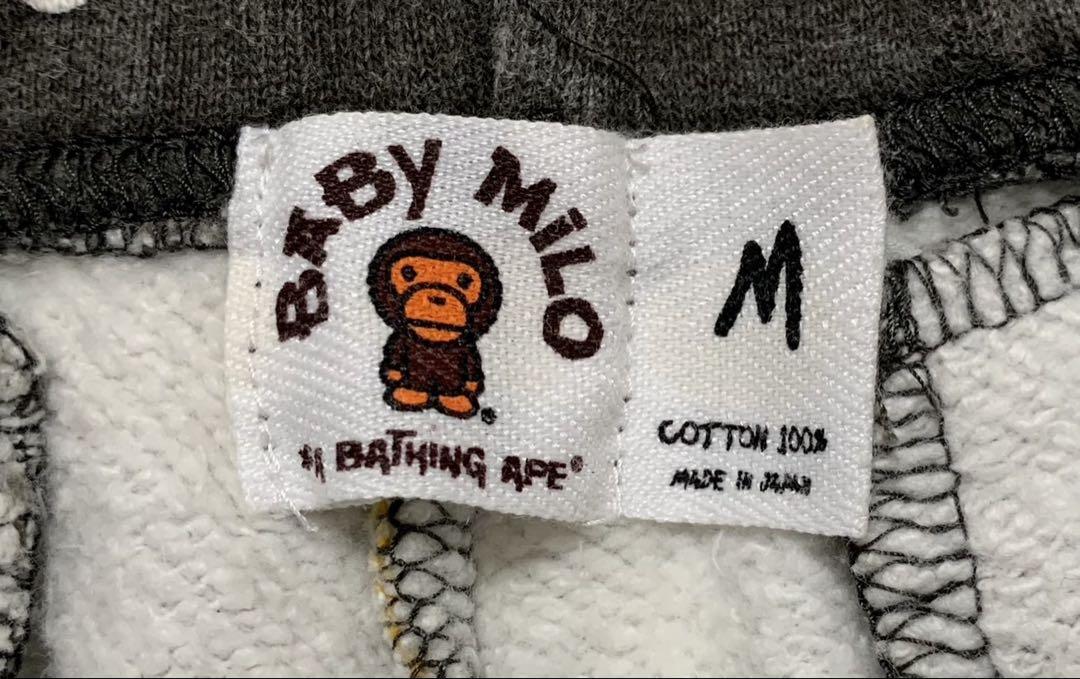 BABY MILO
A BATHING APE®
M
COTTON 100%
MADE IN JAPAN